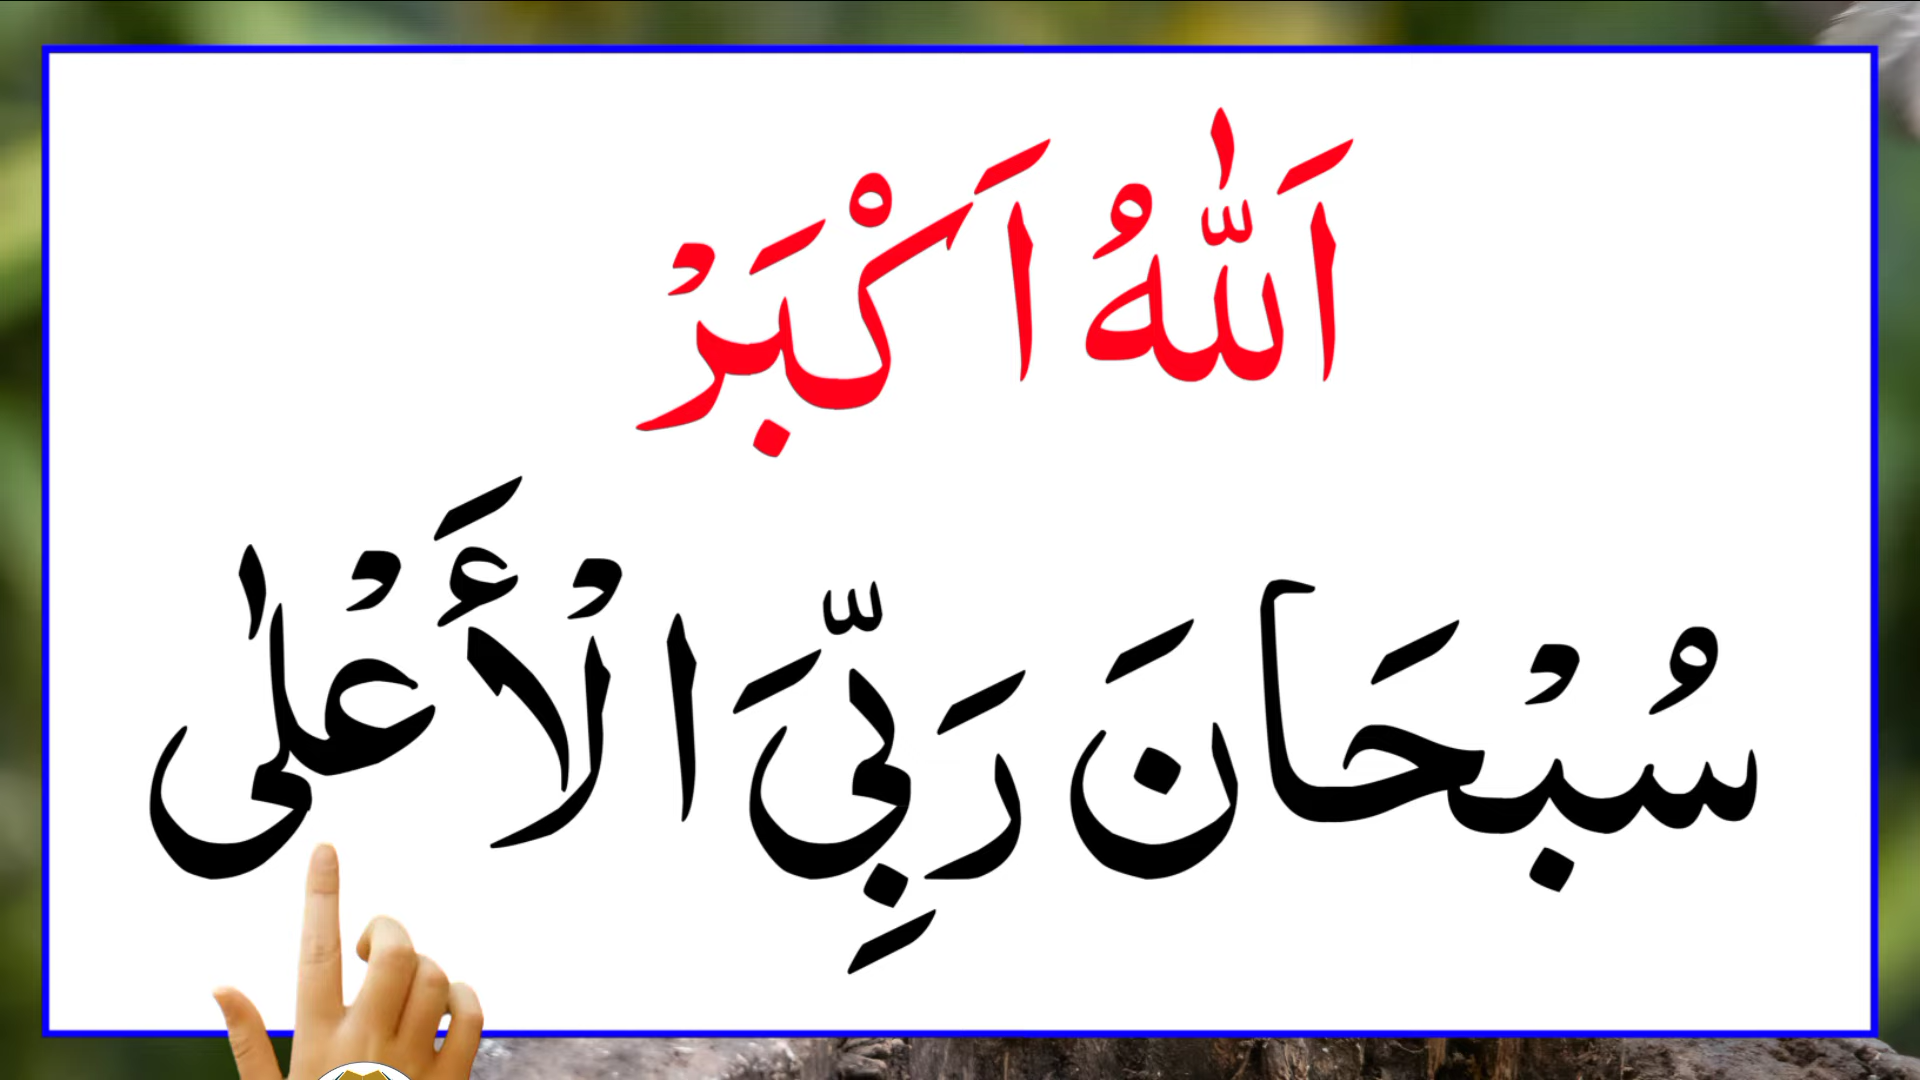 اَللّٰهُ اَكْبَرْ
سُبْحَانَ رَبِّيَ الْأَعْلٰى